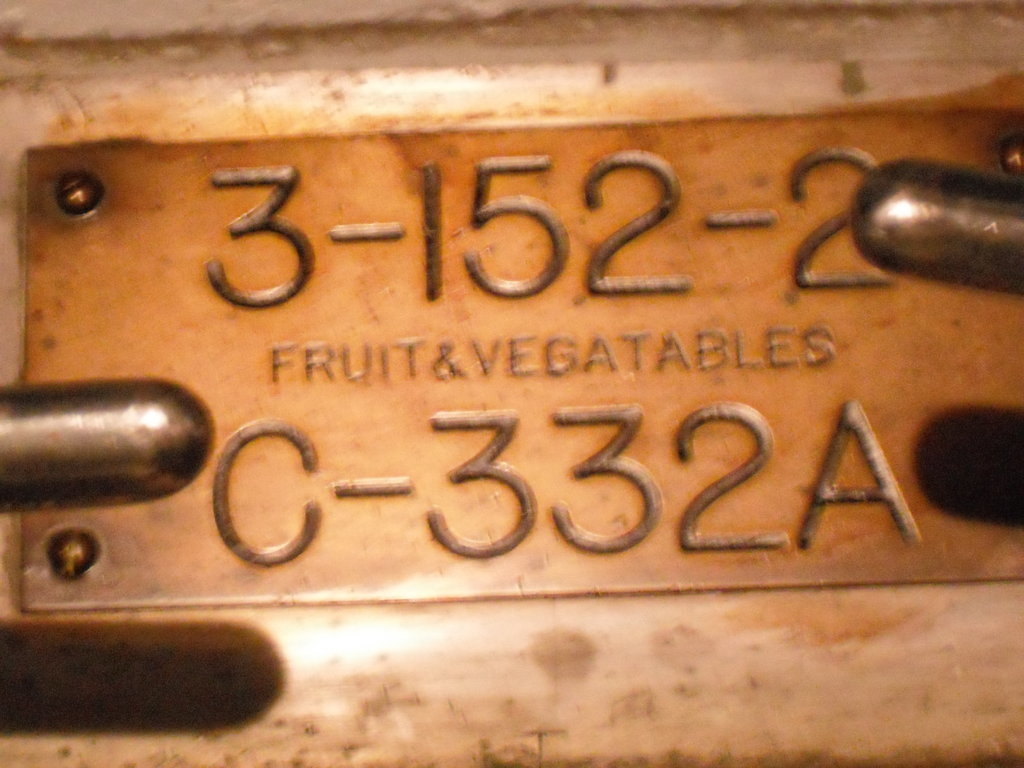 3-152-2
FRUIT&VEGATABLES
C-332A